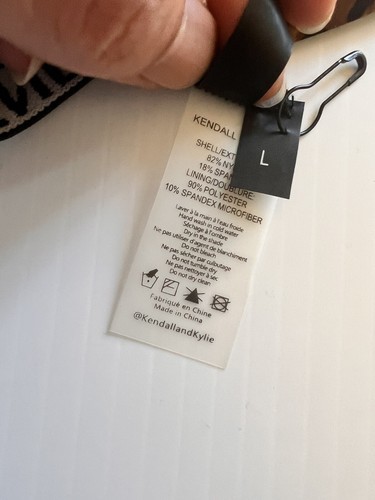 KENDALL
L
SHELL/EXT
82% NY
18% SPAN
LINING/DOUBLURE:
90% POLYESTER
10% SPANDEX MICROFIBER
Laver à la main à l'eau froide
Hand wash in cold water
Séchage à l'ombre
Dry in the shade
Ne pas utiliser d'agent de blanchiment
Do not bleach
Ne pas sécher par culbutage
Do not tumble dry
Ne pas nettoyer à sec
Do not dry clean
Fabriqué en Chine
Made in China
@KendallandKylie